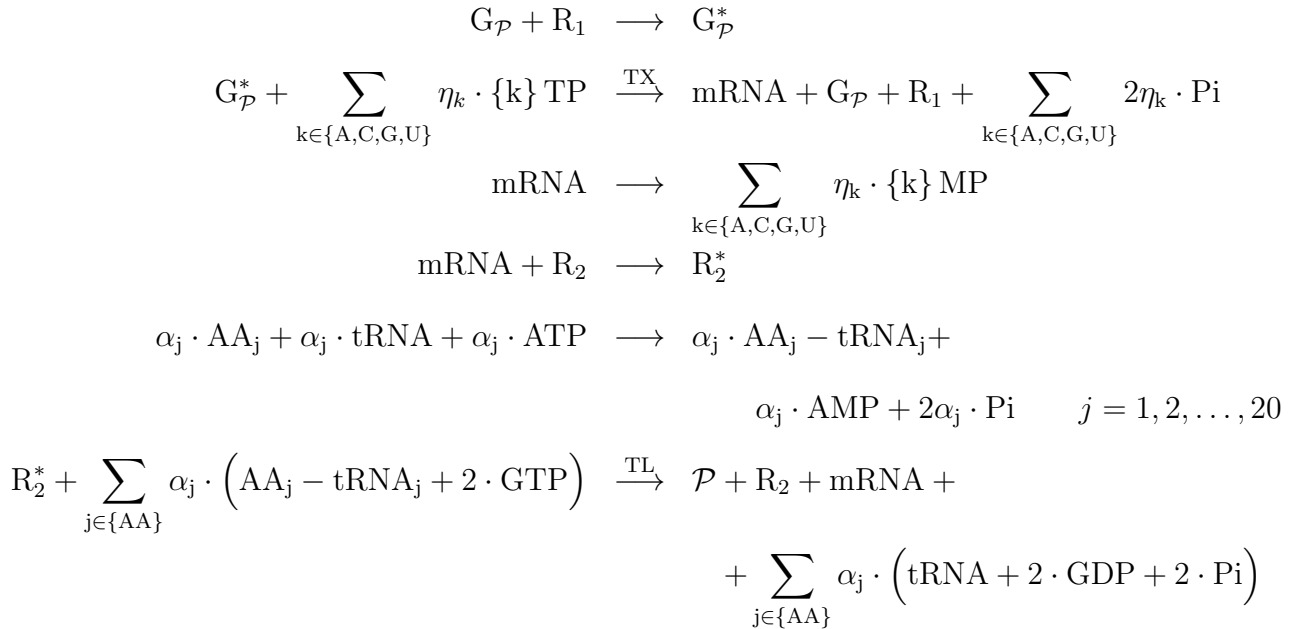 G_𝒫 + R_1 ⟶ G*_𝒫
G*_𝒫 + ∑_{k∈{A,C,G,U}} η_k · {k} TP ⟶^{TX} mRNA + G_𝒫 + R_1 + ∑_{k∈{A,C,G,U}} 2η_k · Pi
mRNA ⟶ ∑_{k∈{A,C,G,U}} η_k · {k} MP
mRNA + R_2 ⟶ R*_2
α_j · AA_j + α_j · tRNA + α_j · ATP ⟶ α_j · AA_j − tRNA_j+
α_j · AMP + 2α_j · Pi j = 1, 2, . . . , 20
R*_2 + ∑_{j∈{AA}} α_j · (AA_j − tRNA_j + 2 · GTP) ⟶^{TL} 𝒫 + R_2 + mRNA +
+ ∑_{j∈{AA}} α_j · (tRNA + 2 · GDP + 2 · Pi)